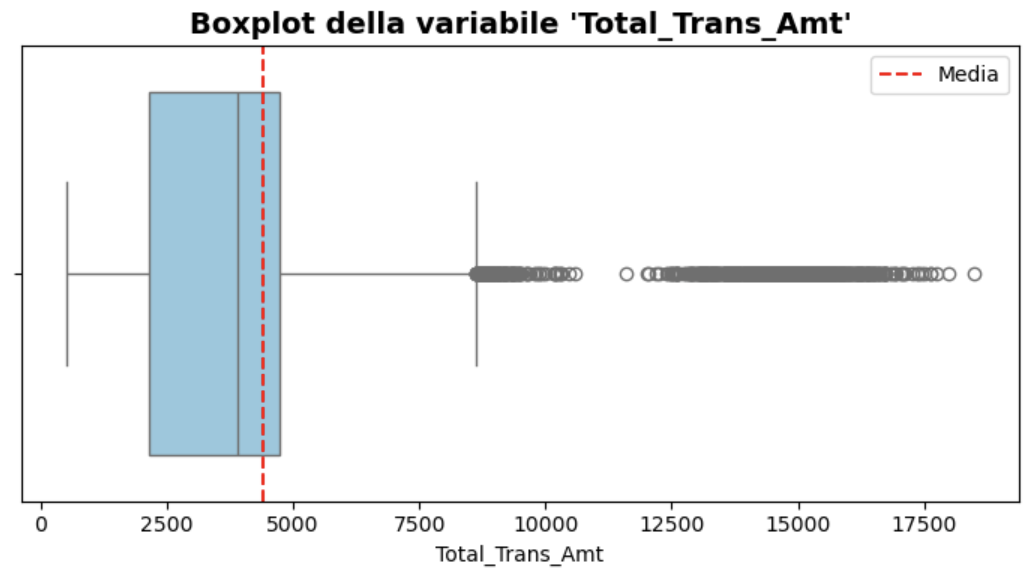 Boxplot della variabile 'Total_Trans_Amt'
Media
0 2500 5000 7500 10000 12500 15000 17500
Total_Trans_Amt